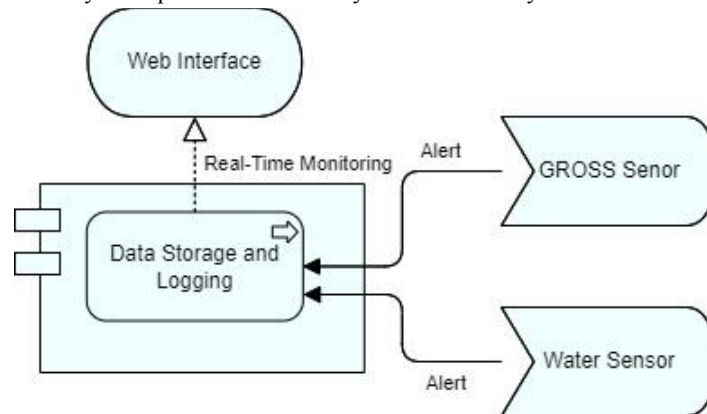 Web Interface
Real-Time Monitoring
Alert
GROSS Senor
Data Storage and
Logging
Water Sensor
Alert